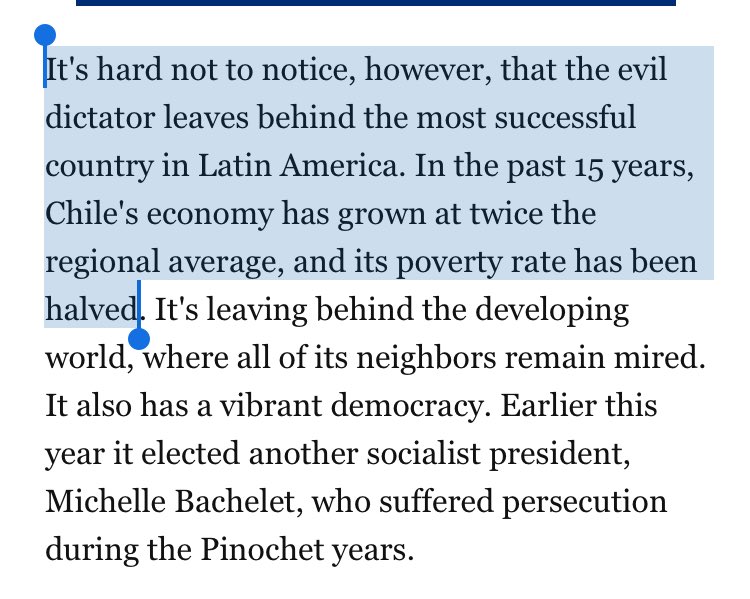 It's hard not to notice, however, that the evil
dictator leaves behind the most successful
country in Latin America. In the past 15 years,
Chile's economy has grown at twice the
regional average, and its poverty rate has been
halved. It's leaving behind the developing
world, where all of its neighbors remain mired.
It also has a vibrant democracy. Earlier this
year it elected another socialist president,
Michelle Bachelet, who suffered persecution
during the Pinochet years.